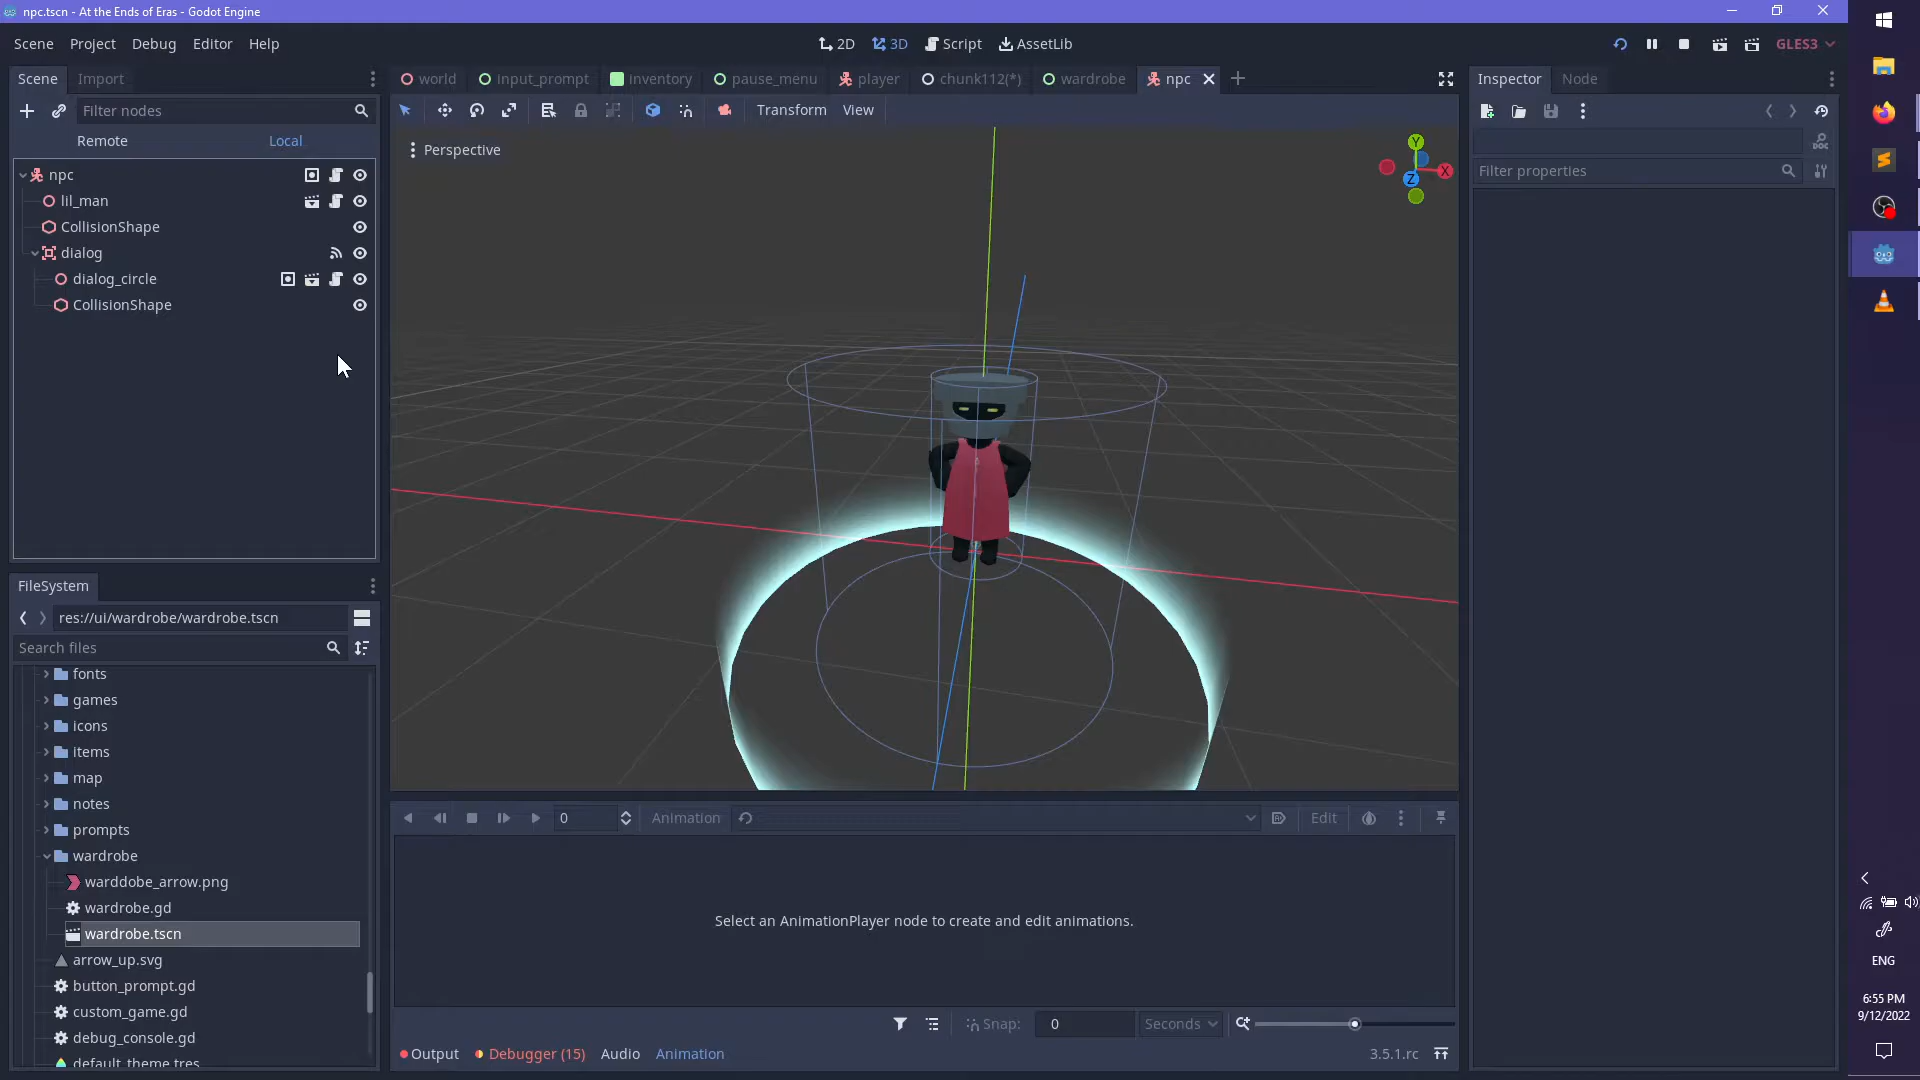 npc.tscn - At the Ends of Eras - Godot Engine
Scene Project Debug Editor Help
2D 3D Script AssetLib
GLES3
Scene Import
world input_prompt inventory pause_menu player chunk112(*) wardrobe npc
Inspector Node
Filter nodes
Transform View
Remote Local
Perspective
Y
X
Z
DOC
Filter properties
npc
lil_man
CollisionShape
dialog
dialog_circle
CollisionShape
FileSystem
res://ui/wardrobe/wardrobe.tscn
Search files
fonts
games
icons
items
map
notes
prompts
wardrobe
warddobe_arrow.png
wardrobe.gd
wardrobe.tscn
arrow_up.svg
button_prompt.gd
custom_game.gd
debug_console.gd
default_theme.tres
0 Animation Edit
Select an AnimationPlayer node to create and edit animations.
Snap: 0 Seconds
Output Debugger (15) Audio Animation
3.5.1.rc
ENG
6:55 PM
9/12/2022